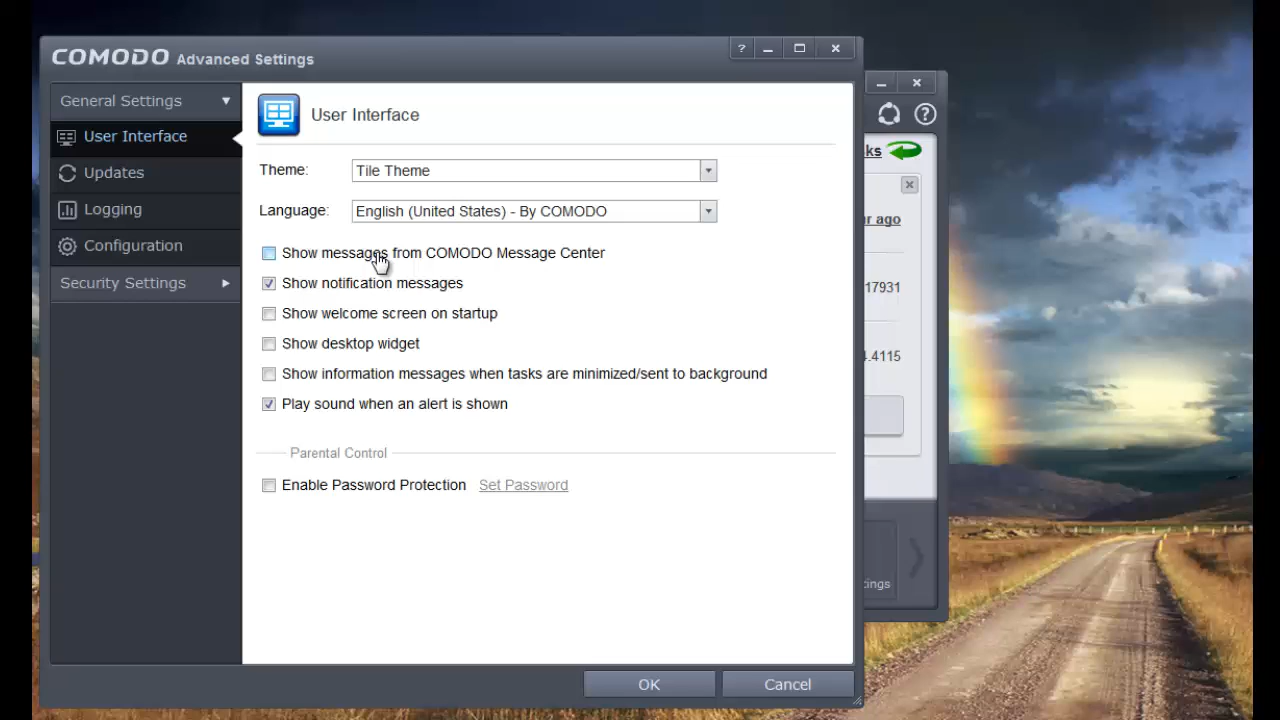 COMODO Advanced Settings
?
General Settings
User Interface
Updates
Logging
Configuration
Security Settings
User Interface
Theme: Tile Theme
Language: English (United States) - By COMODO
Show messages from COMODO Message Center
Show notification messages
Show welcome screen on startup
Show desktop widget
Show information messages when tasks are minimized/sent to background
Play sound when an alert is shown
Parental Control
Enable Password Protection Set Password
OK Cancel
?
ks
ur ago
17931
4.4115
tings